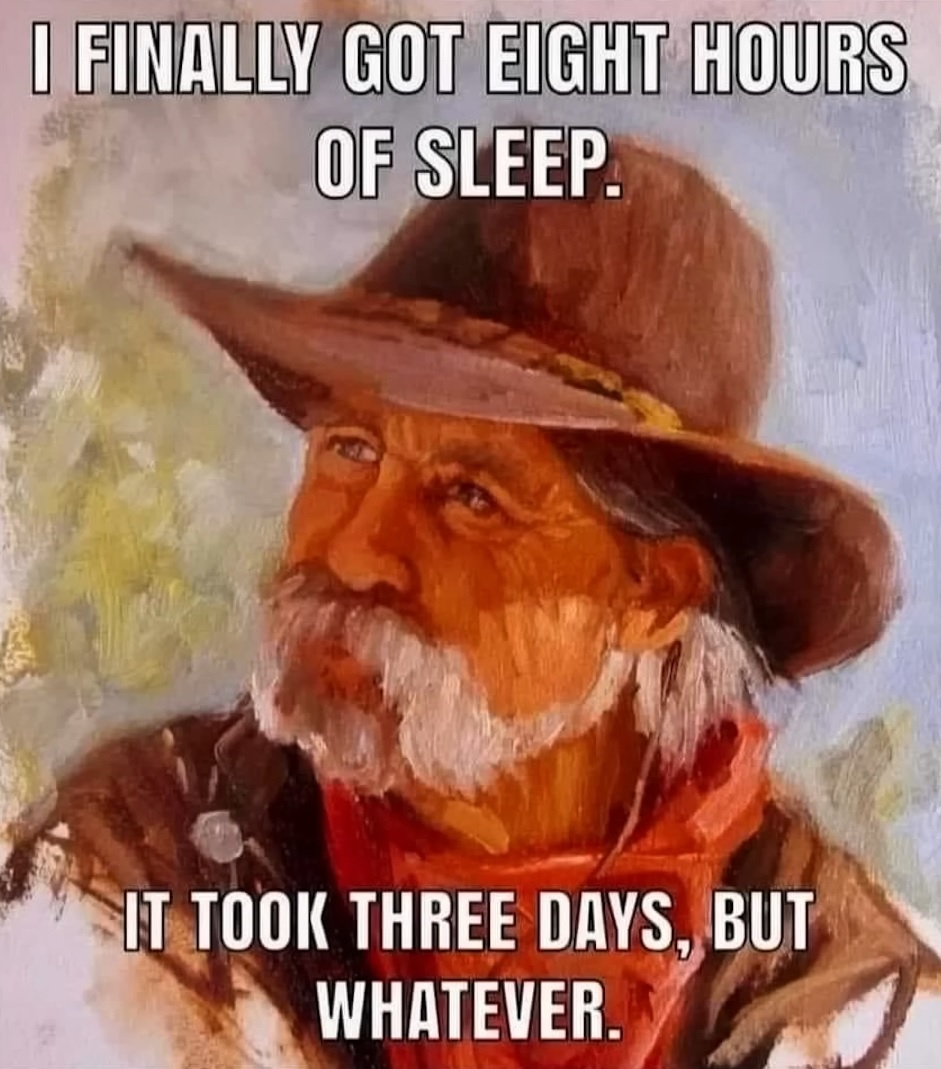 I FINALLY GOT EIGHT HOURS
OF SLEEP.
IT TOOK THREE DAYS, BUT
WHATEVER.